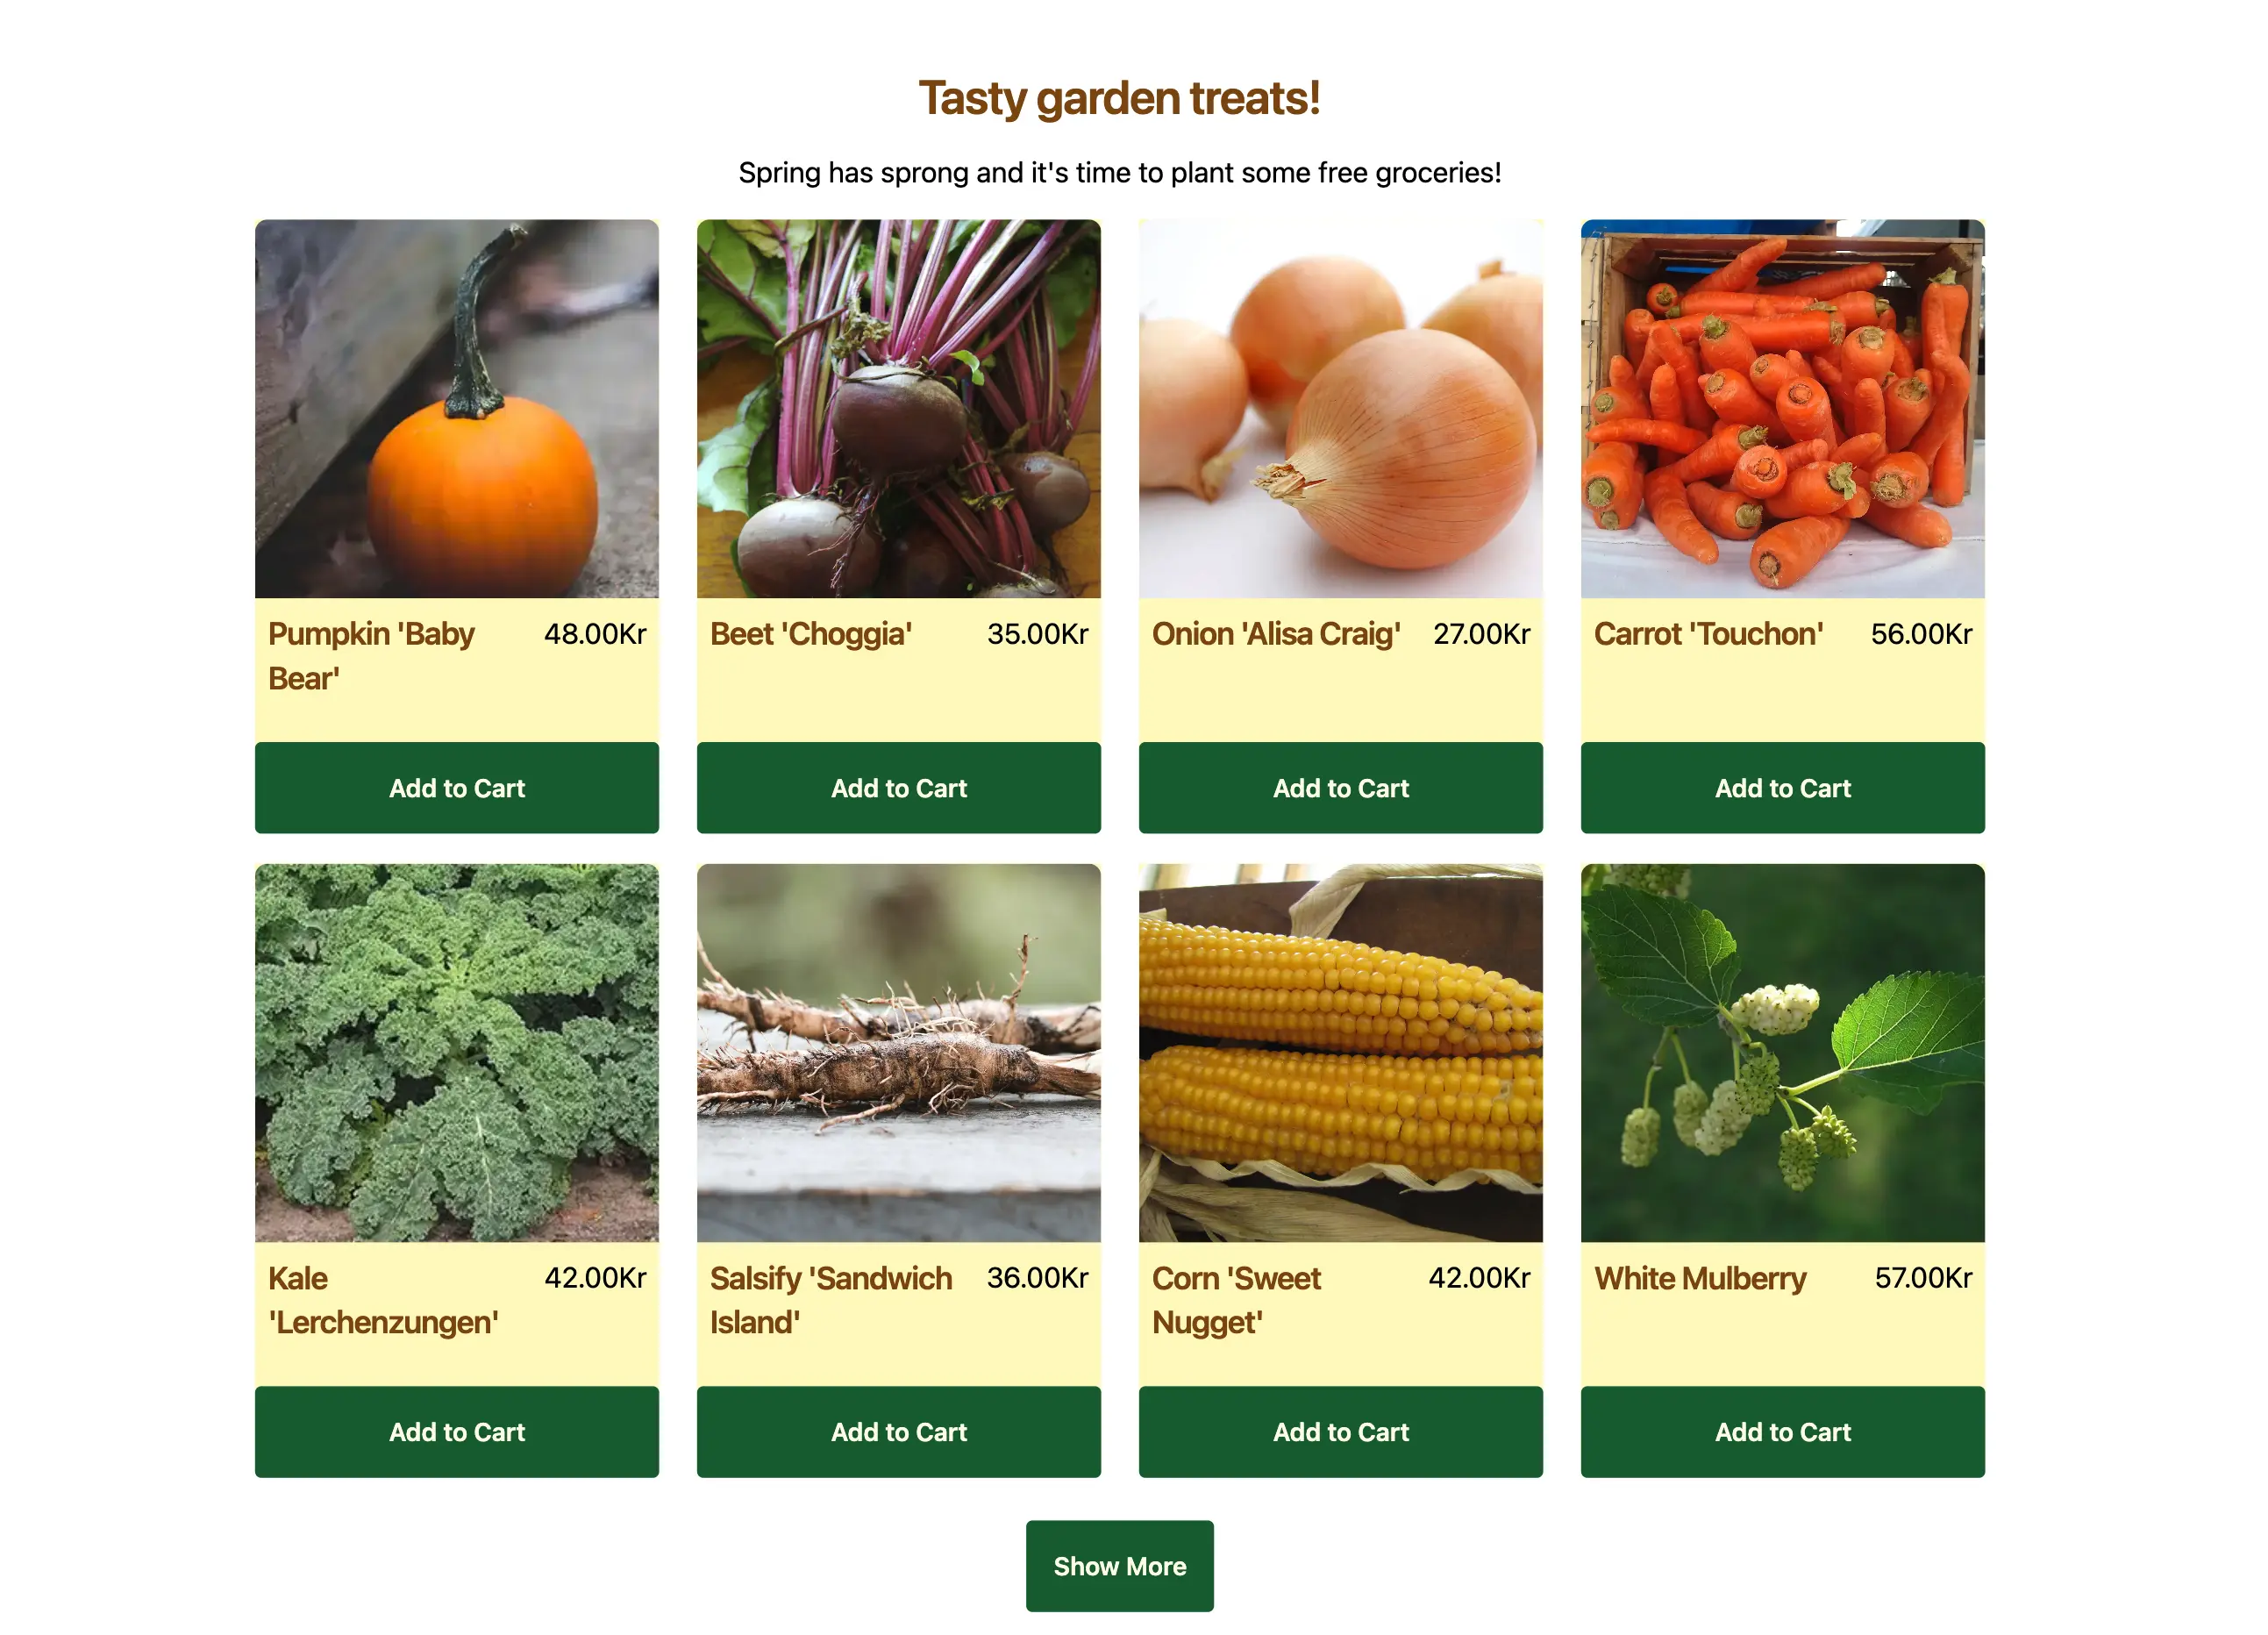 Tasty garden treats!
Spring has sprong and it's time to plant some free groceries!
Pumpkin 'Baby 48.00Kr
Bear'
Add to Cart
Beet 'Choggia' 35.00Kr
Add to Cart
Onion 'Alisa Craig' 27.00Kr
Add to Cart
Carrot 'Touchon' 56.00Kr
Add to Cart
Kale 42.00Kr
'Lerchenzungen'
Add to Cart
Salsify 'Sandwich 36.00Kr
Island'
Add to Cart
Corn 'Sweet 42.00Kr
Nugget'
Add to Cart
White Mulberry 57.00Kr
Add to Cart
Show More